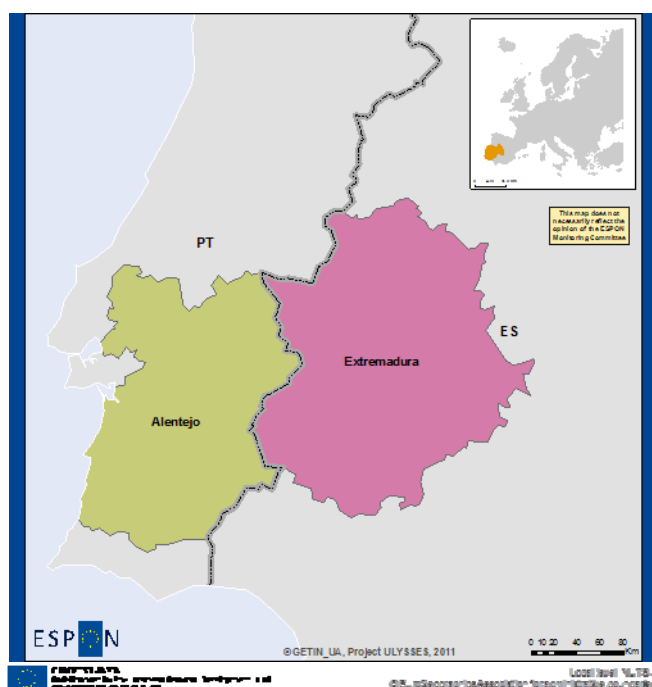 This map does not
necessarily reflect the
opinion of the ESPON
Monitoring Committee
PT
ES
Extremadura
Alentejo
ESPON
©GETIN_UA, Project ULYSSES, 2011
0 10 20 40 60 80
Km